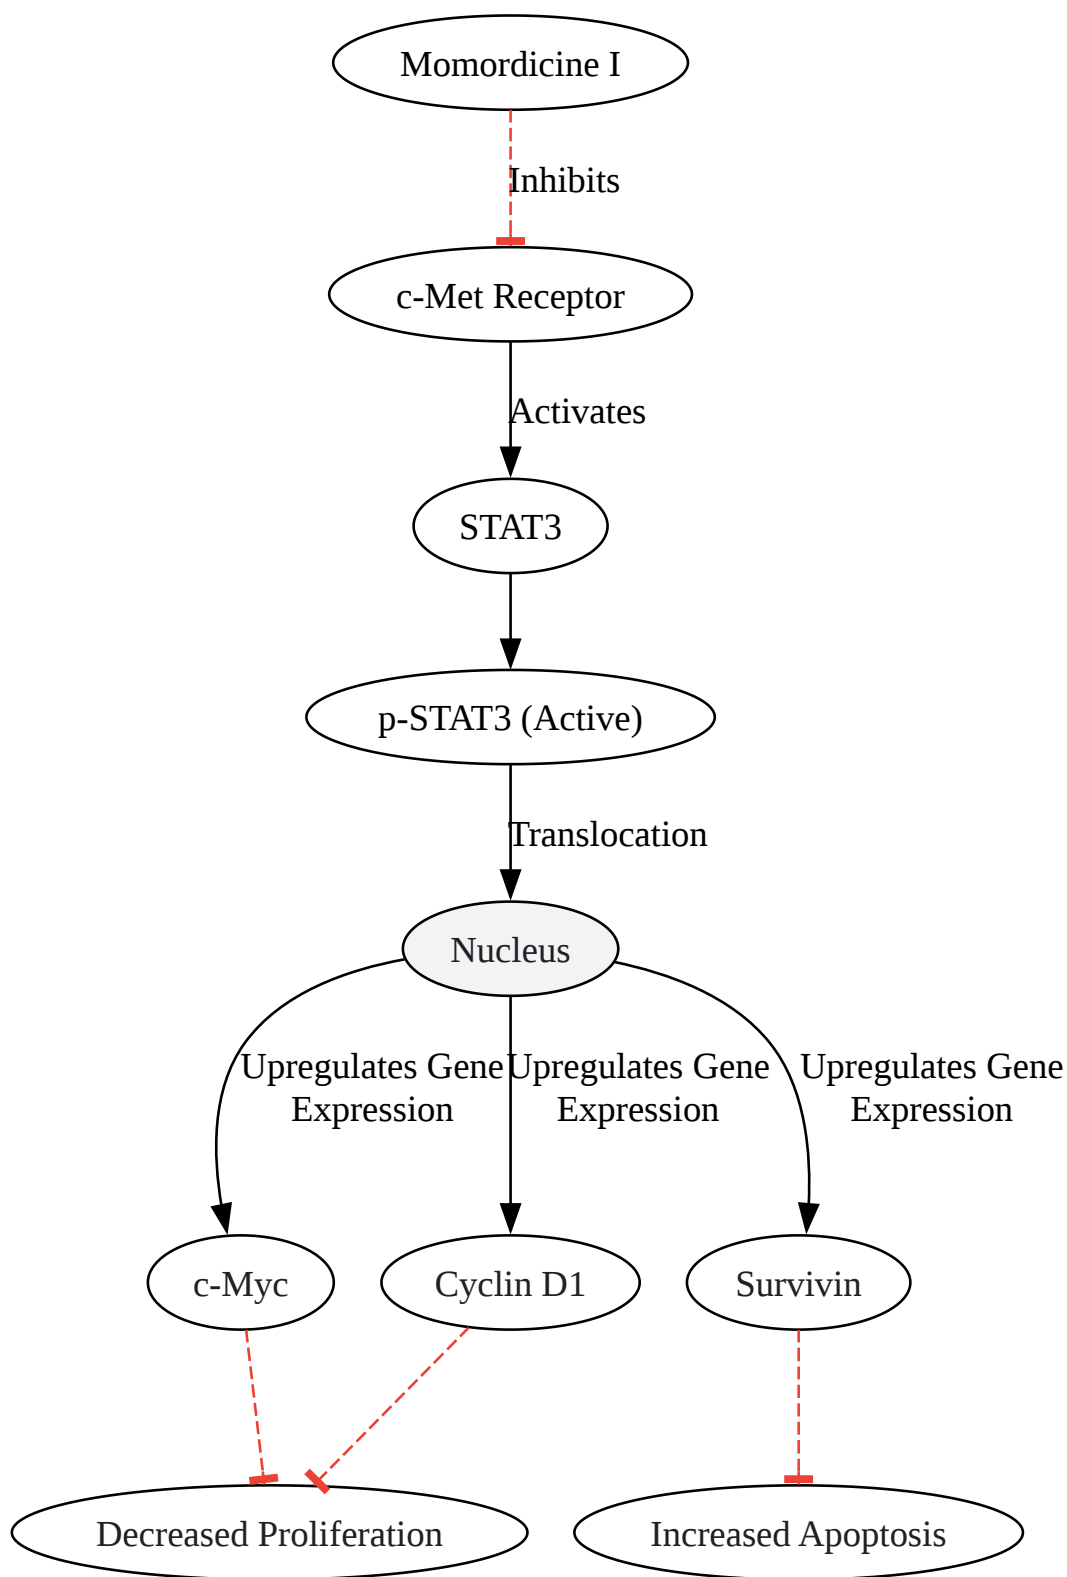 Momordicine I
Inhibits
c-Met Receptor
Activates
STAT3
p-STAT3 (Active)
Translocation
Nucleus
Upregulates Gene
Expression
Upregulates Gene
Expression
Upregulates Gene
Expression
c-Myc
Cyclin D1
Survivin
Decreased Proliferation
Increased Apoptosis